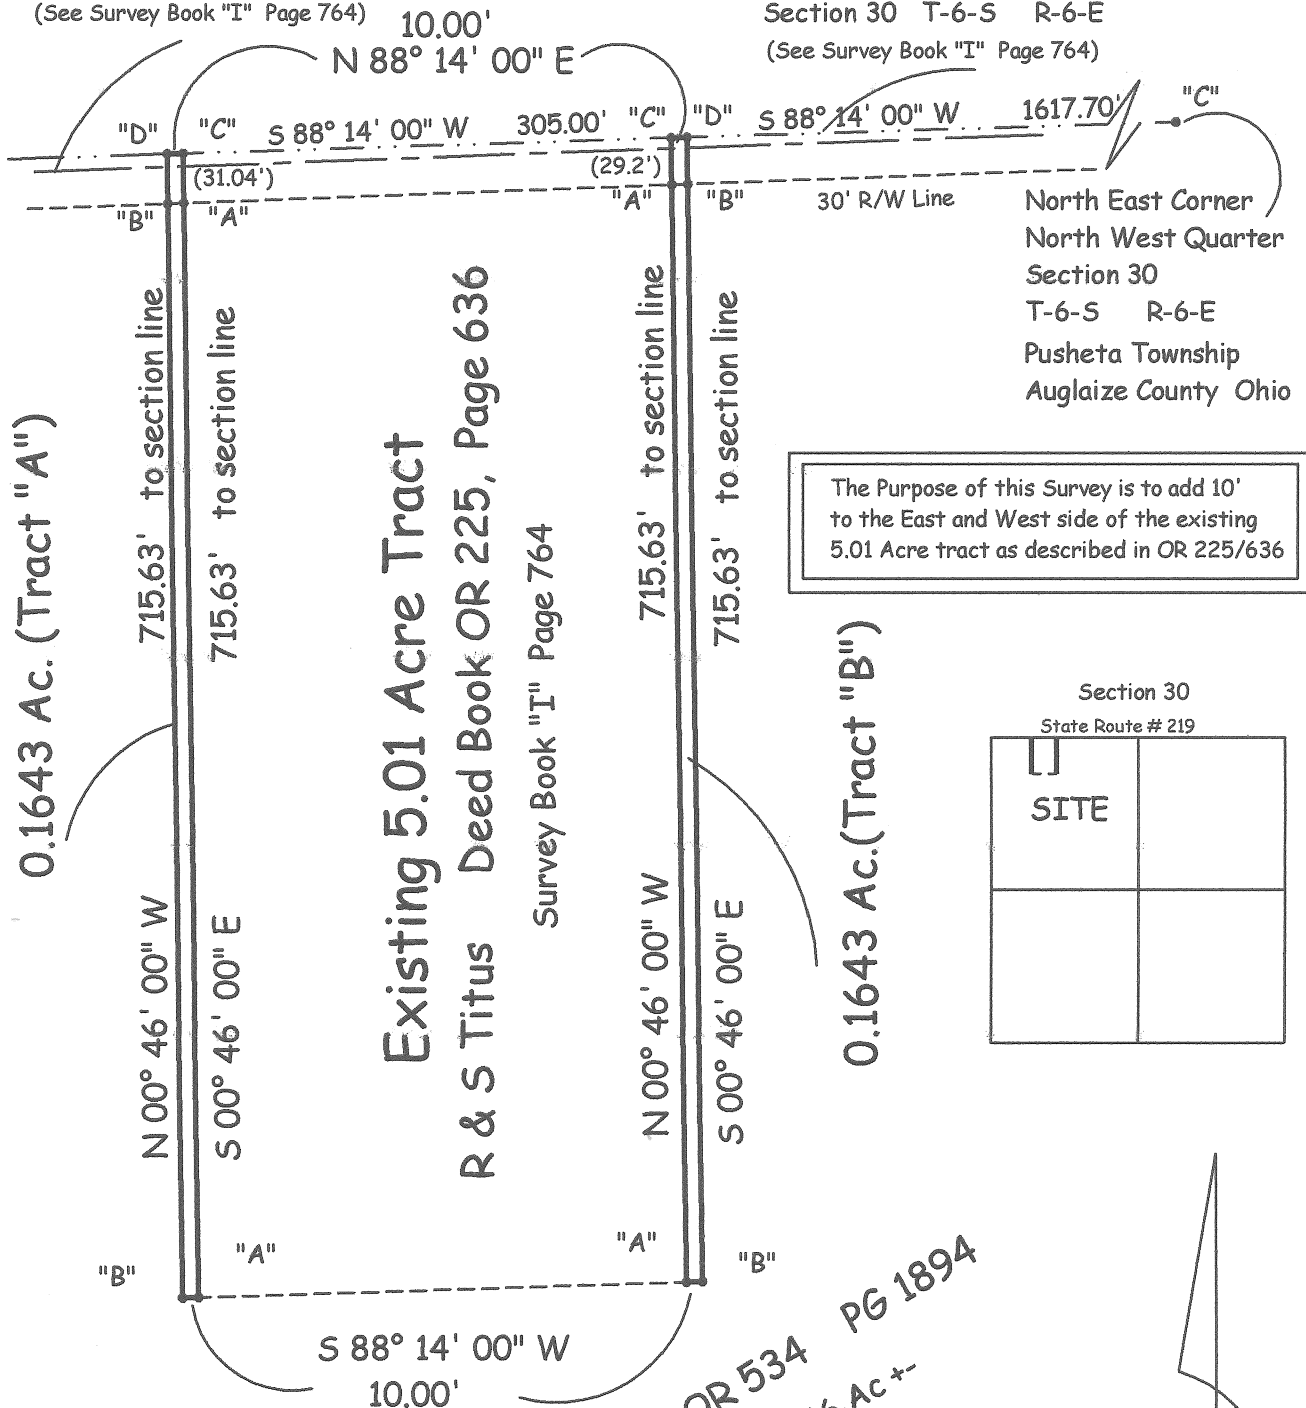 (See Survey Book "I" Page 764)
10.00'
N 88° 14' 00" E
Section 30 T-6-S R-6-E
(See Survey Book "I" Page 764)
"D" "C" S 88° 14' 00" W 305.00' "C" "D" S 88° 14' 00" W 1617.70' "C"
(31.04') (29.2')
"B" "A" "A" "B" 30' R/W Line
North East Corner
North West Quarter
Section 30
T-6-S R-6-E
Pusheta Township
Auglaize County Ohio
The Purpose of this Survey is to add 10'
to the East and West side of the existing
5.01 Acre tract as described in OR 225/636
0.1643 Ac. (Tract "A")
N 00° 46' 00" W 715.63' to section line
S 00° 46' 00" E 715.63' to section line
Existing 5.01 Acre Tract
R & S Titus Deed Book OR 225, Page 636
Survey Book "I" Page 764
N 00° 46' 00" W 715.63' to section line
S 00° 46' 00" E 715.63' to section line
0.1643 Ac.(Tract "B")
Section 30
State Route # 219
SITE
"B" "A" "A" "B"
S 88° 14' 00" W
10.00'
OR 534 PG 1894
Ac +-